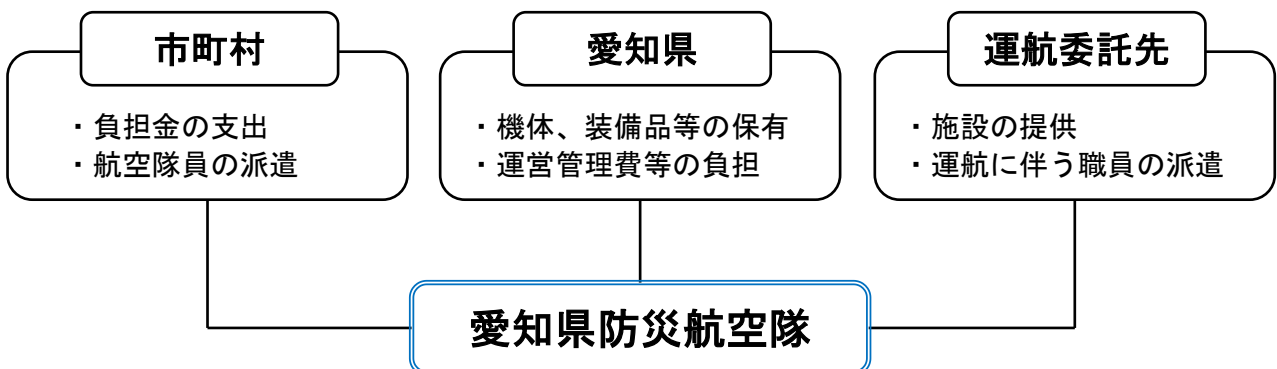 市町村
・負担金の支出
・航空隊員の派遣
愛知県
・機体、装備品等の保有
・運営管理費等の負担
運航委託先
・施設の提供
・運航に伴う職員の派遣
愛知県防災航空隊